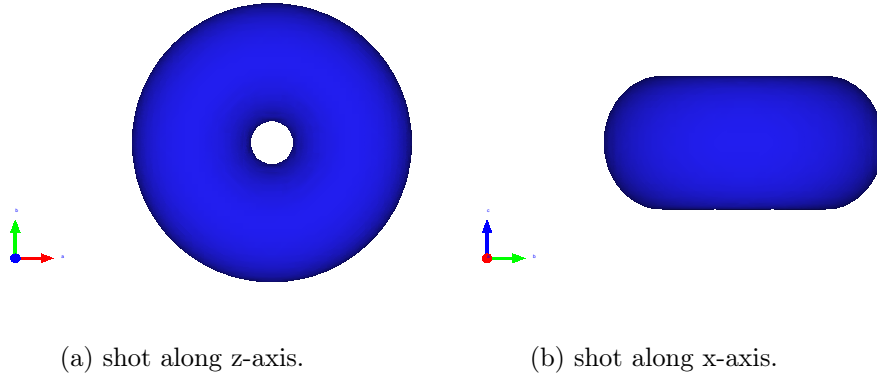 b
a
c
b
(a) shot along z-axis.
(b) shot along x-axis.